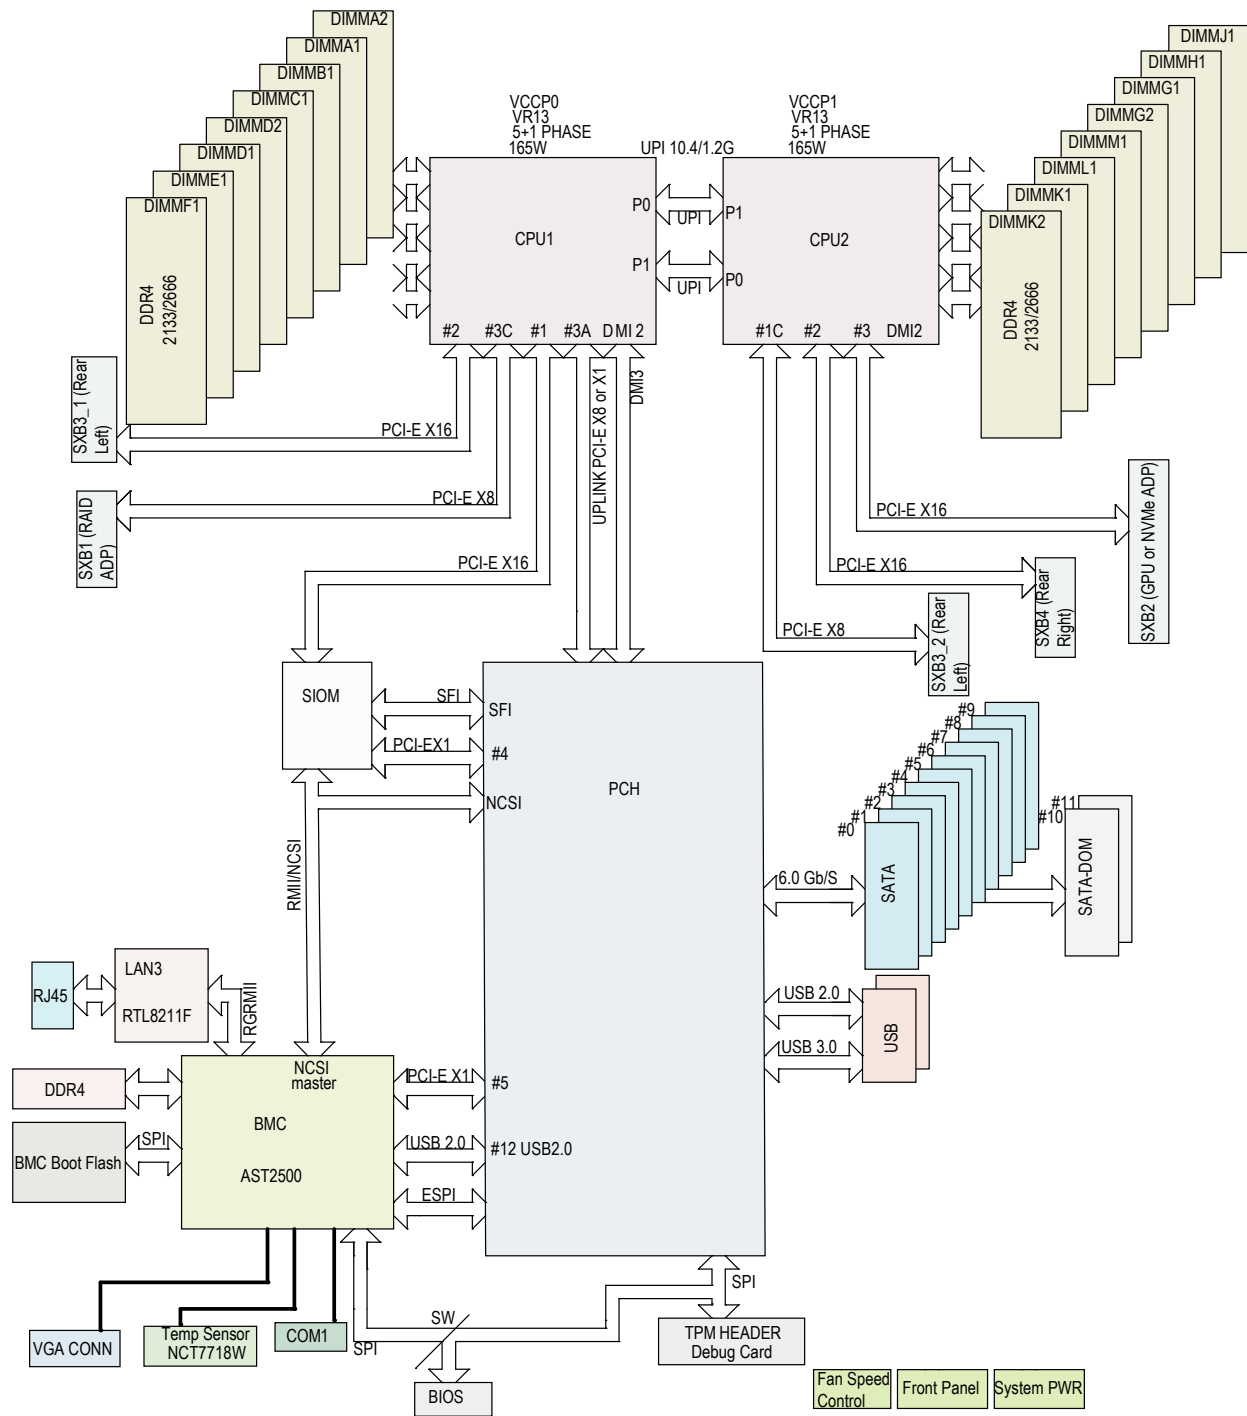 DIMMA2
DIMMA1
DIMMB1
DIMMC1
DIMMD2
DIMMD1
DIMME1
DIMMF1
DDR4
2133/2666
VCCP0
VR13
5+1 PHASE
165W
UPI 10.4/1.2G
VCCP1
VR13
5+1 PHASE
165W
DIMMJ1
DIMMH1
DIMMG1
DIMMG2
DIMMM1
DIMML1
DIMMK1
DIMMK2
DDR4
2133/2666
CPU1
P0
P1
UPI
UPI
P1
P0
CPU2
#2
#3C
#1
#3A
DMI 2
#1C
#2
#3
DMI2
SXB3_1 (Rear
Left)
PCI-E X16
SXB1 (RAID
ADP)
PCI-E X8
PCI-E X16
UPLINK PCI-E X8 or X1
DMI3
PCI-E X16
PCI-E X16
PCI-E X8
SXB2 (GPU or NVMe ADP)
SXB4 (Rear
Right)
SXB3_2 (Rear
Left)
SIOM
SFI
SFI
PCI-EX1
#4
NCSI
PCH
RMII/NCSI
#9
#8
#7
#6
#5
#4
#3
#2
#1
#0
SATA
6.0 Gb/S
#11
#10
SATA-DOM
USB 2.0
USB 3.0
USB
RJ45
LAN3
RTL8211F
RGRMII
NCSI
master
BMC
AST2500
DDR4
SPI
BMC Boot Flash
PCI-E X1
#5
USB 2.0
#12 USB2.0
ESPI
SPI
VGA CONN
Temp Sensor
NCT7718W
COM1
SPI
SW
BIOS
TPM HEADER
Debug Card
Fan Speed
Control
Front Panel
System PWR